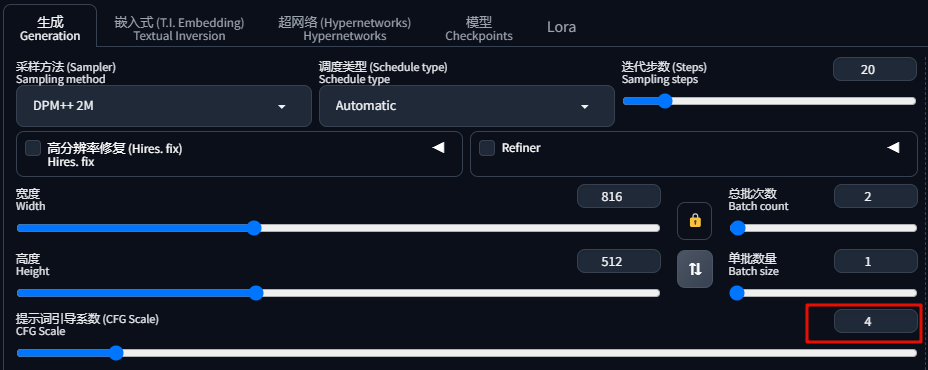 生成
Generation
嵌入式 (T.I. Embedding)
Textual Inversion
超网络 (Hypernetworks)
Hypernetworks
模型
Checkpoints
Lora
采样方法 (Sampler)
Sampling method
DPM++ 2M
调度类型 (Schedule type)
Schedule type
Automatic
迭代步数 (Steps)
Sampling steps
20
高分辨率修复 (Hires. fix)
Hires. fix
Refiner
宽度
Width
816
总批次数
Batch count
2
高度
Height
512
单批数量
Batch size
1
提示词引导系数 (CFG Scale)
CFG Scale
4